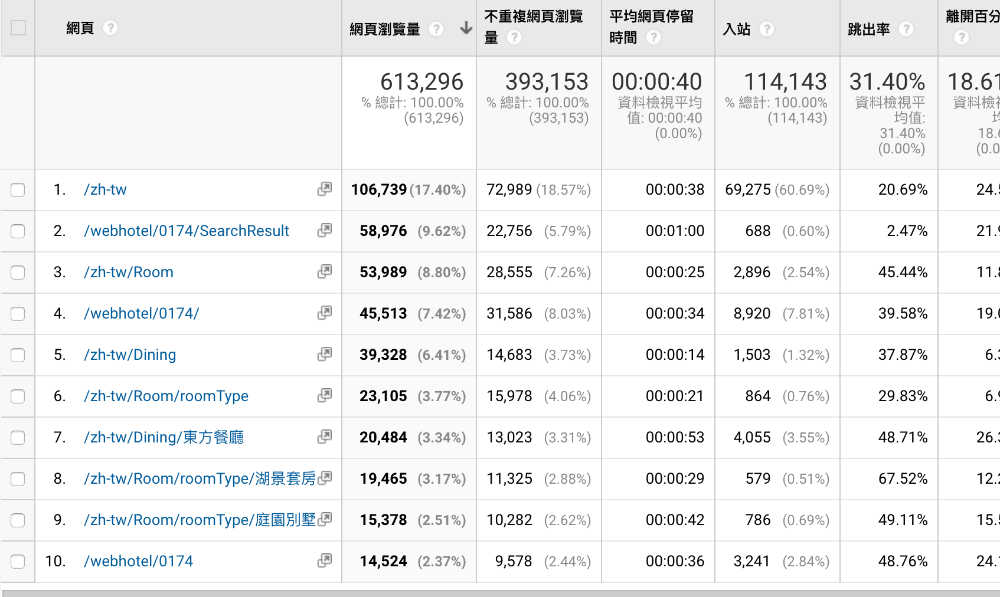 網頁 ? 網頁瀏覽量 ? 不重複網頁瀏覽量 ? 平均網頁停留時間 ? 入站 ? 跳出率 ? 離開百分 ?
613,296 393,153 00:00:40 114,143 31.40% 18.61
% 總計: 100.00% (613,296) % 總計: 100.00% (393,153) 資料檢視平均值: 00:00:40 (0.00%) % 總計: 100.00% (114,143) 資料檢視平均值: 31.40% (0.00%) 資料檢 18.6 (0.0
1. /zh-tw 106,739 (17.40%) 72,989 (18.57%) 00:00:38 69,275 (60.69%) 20.69% 24.5
2. /webhotel/0174/SearchResult 58,976 (9.62%) 22,756 (5.79%) 00:01:00 688 (0.60%) 2.47% 21.9
3. /zh-tw/Room 53,989 (8.80%) 28,555 (7.26%) 00:00:25 2,896 (2.54%) 45.44% 11.8
4. /webhotel/0174/ 45,513 (7.42%) 31,586 (8.03%) 00:00:34 8,920 (7.81%) 39.58% 19.0
5. /zh-tw/Dining 39,328 (6.41%) 14,683 (3.73%) 00:00:14 1,503 (1.32%) 37.87% 6.3
6. /zh-tw/Room/roomType 23,105 (3.77%) 15,978 (4.06%) 00:00:21 864 (0.76%) 29.83% 6.9
7. /zh-tw/Dining/東方餐廳 20,484 (3.34%) 13,023 (3.31%) 00:00:53 4,055 (3.55%) 48.71% 26.3
8. /zh-tw/Room/roomType/湖景套房 19,465 (3.17%) 11,325 (2.88%) 00:00:29 579 (0.51%) 67.52% 12.2
9. /zh-tw/Room/roomType/庭園別墅 15,378 (2.51%) 10,282 (2.62%) 00:00:42 786 (0.69%) 49.11% 15.5
10. /webhotel/0174 14,524 (2.37%) 9,578 (2.44%) 00:00:36 3,241 (2.84%) 48.76% 24.1